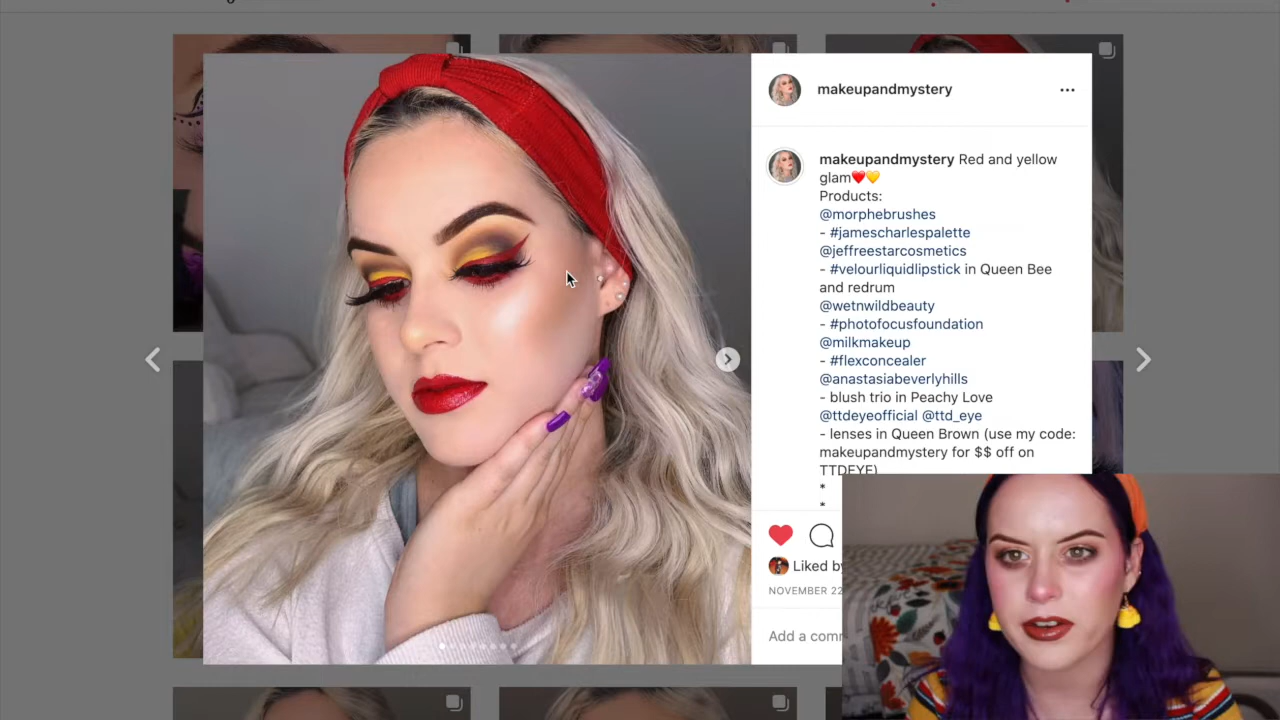 makeupandmystery
makeupandmystery Red and yellow
glam❤️💛
Products:
@morphebrushes
- #jamescharlespalette
@jeffreestarcosmetics
- #velourliquidlipstick in Queen Bee
and redrum
@wetnwildbeauty
- #photofocusfoundation
@milkmakeup
- #flexconcealer
@anastasiabeverlyhills
- blush trio in Peachy Love
@ttdeyeofficial @ttd_eye
- lenses in Queen Brown (use my code:
makeupandmystery for $$ off on
TTDEYE)
*
*
Liked by
NOVEMBER 22
Add a com